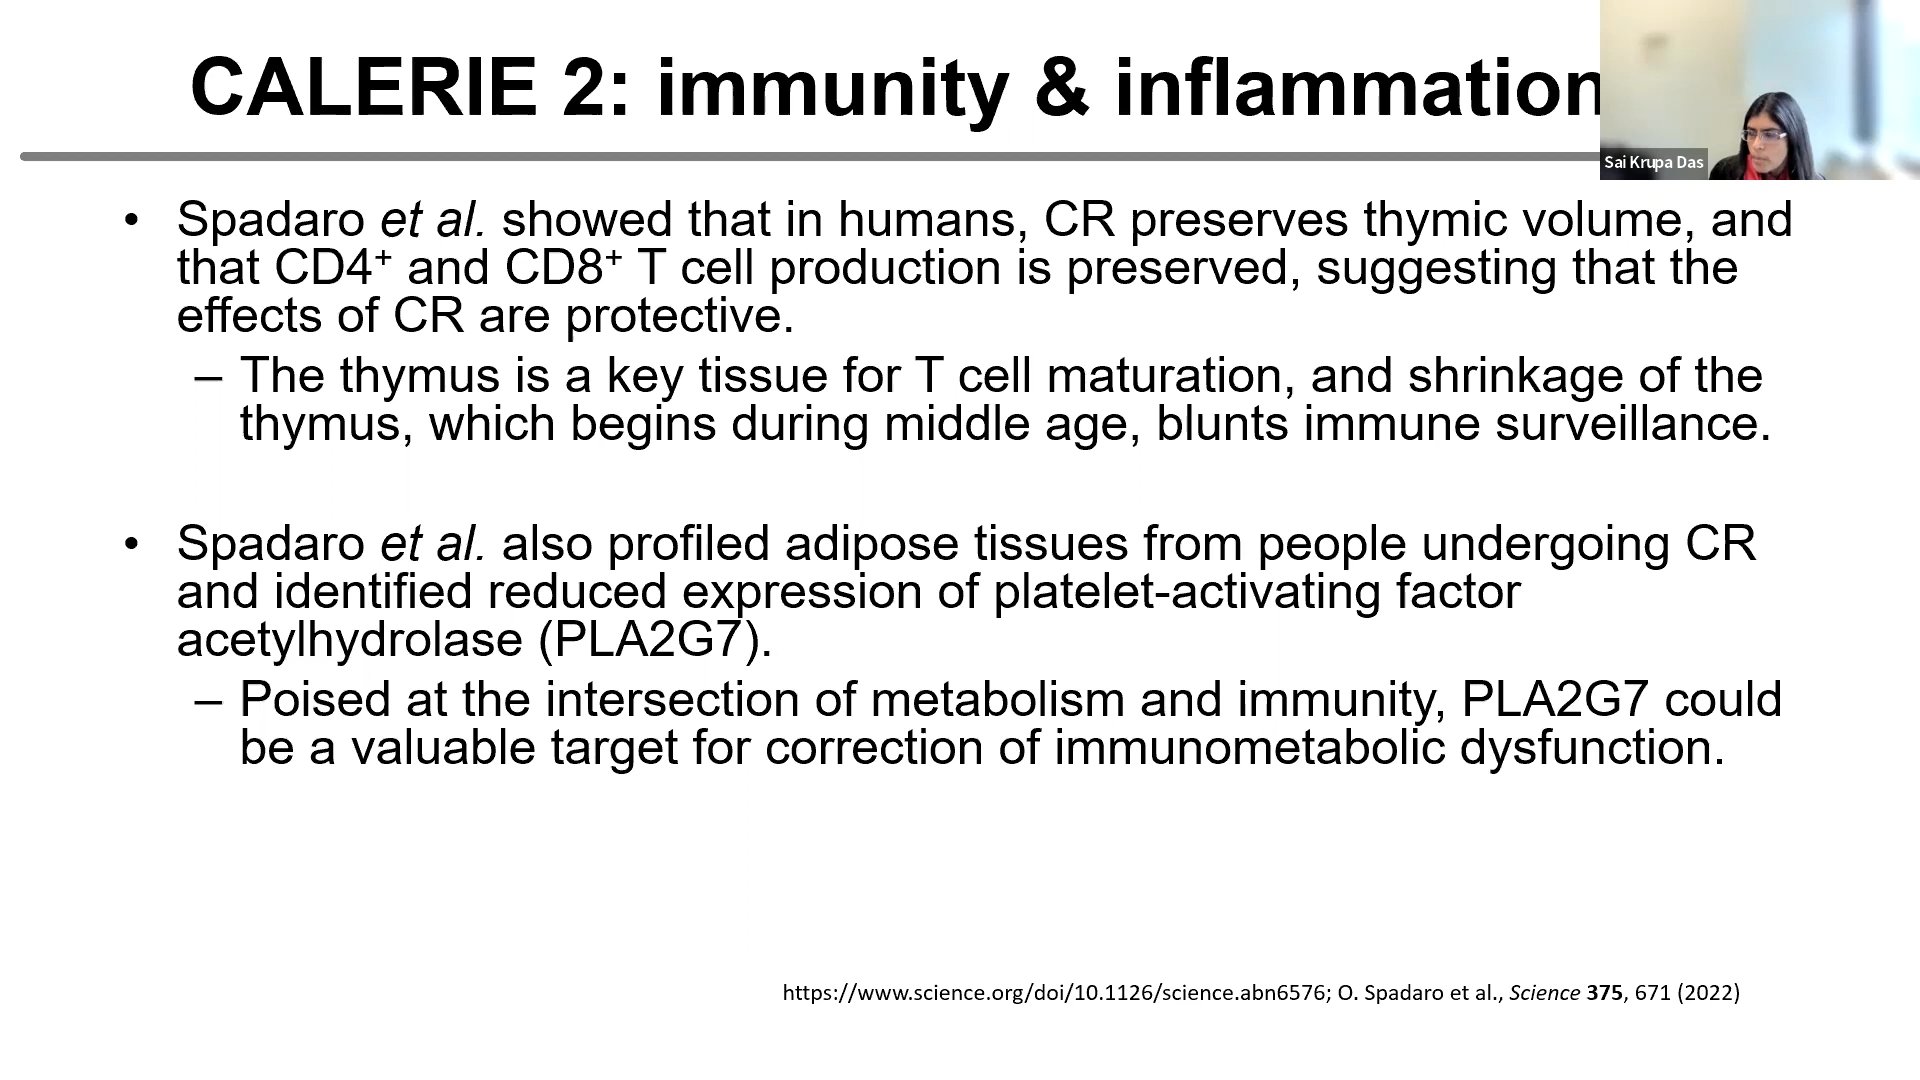 CALERIE 2: immunity & inflammation
Sai Krupa Das
• Spadaro et al. showed that in humans, CR preserves thymic volume, and
that CD4⁺ and CD8⁺ T cell production is preserved, suggesting that the
effects of CR are protective.
– The thymus is a key tissue for T cell maturation, and shrinkage of the
thymus, which begins during middle age, blunts immune surveillance.
• Spadaro et al. also profiled adipose tissues from people undergoing CR
and identified reduced expression of platelet-activating factor
acetylhydrolase (PLA2G7).
– Poised at the intersection of metabolism and immunity, PLA2G7 could
be a valuable target for correction of immunometabolic dysfunction.
https://www.science.org/doi/10.1126/science.abn6576; O. Spadaro et al., Science 375, 671 (2022)